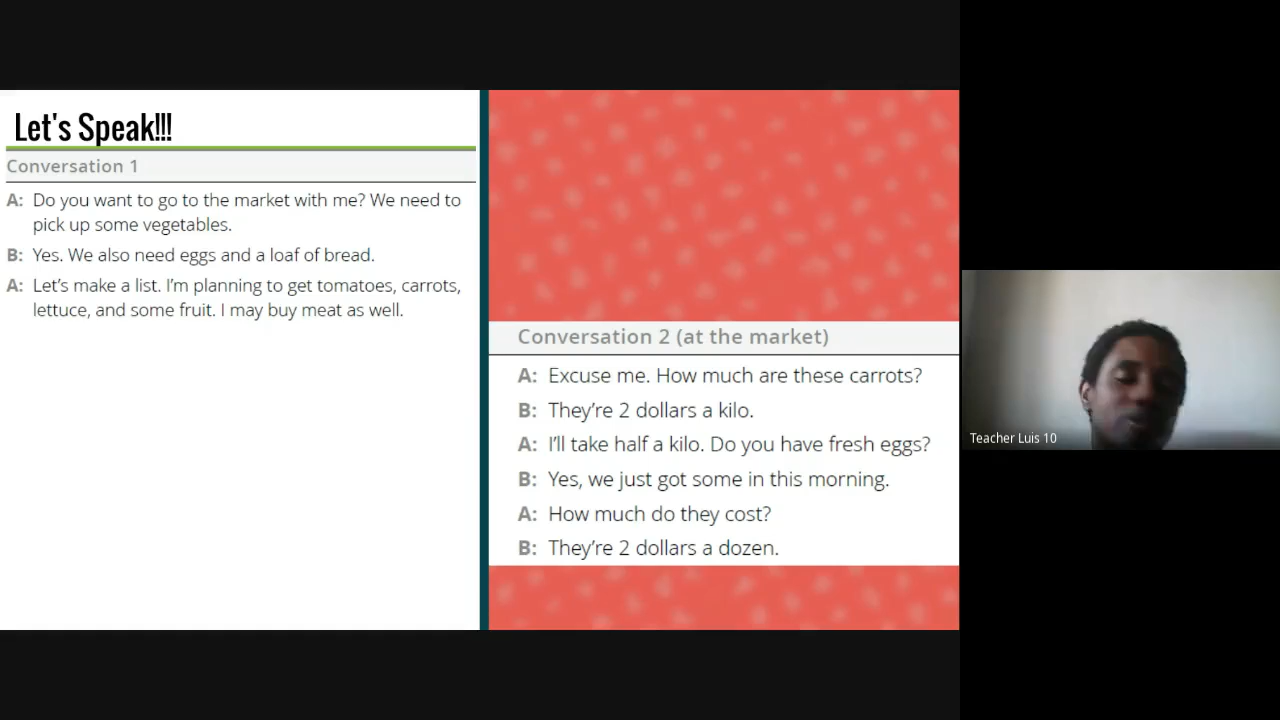 Let's Speak!!!
Conversation 1
A: Do you want to go to the market with me? We need to
pick up some vegetables.
B: Yes. We also need eggs and a loaf of bread.
A: Let's make a list. I'm planning to get tomatoes, carrots,
lettuce, and some fruit. I may buy meat as well.
Conversation 2 (at the market)
A: Excuse me. How much are these carrots?
B: They're 2 dollars a kilo.
A: I'll take half a kilo. Do you have fresh eggs?
B: Yes, we just got some in this morning.
A: How much do they cost?
B: They're 2 dollars a dozen.
Teacher Luis 10